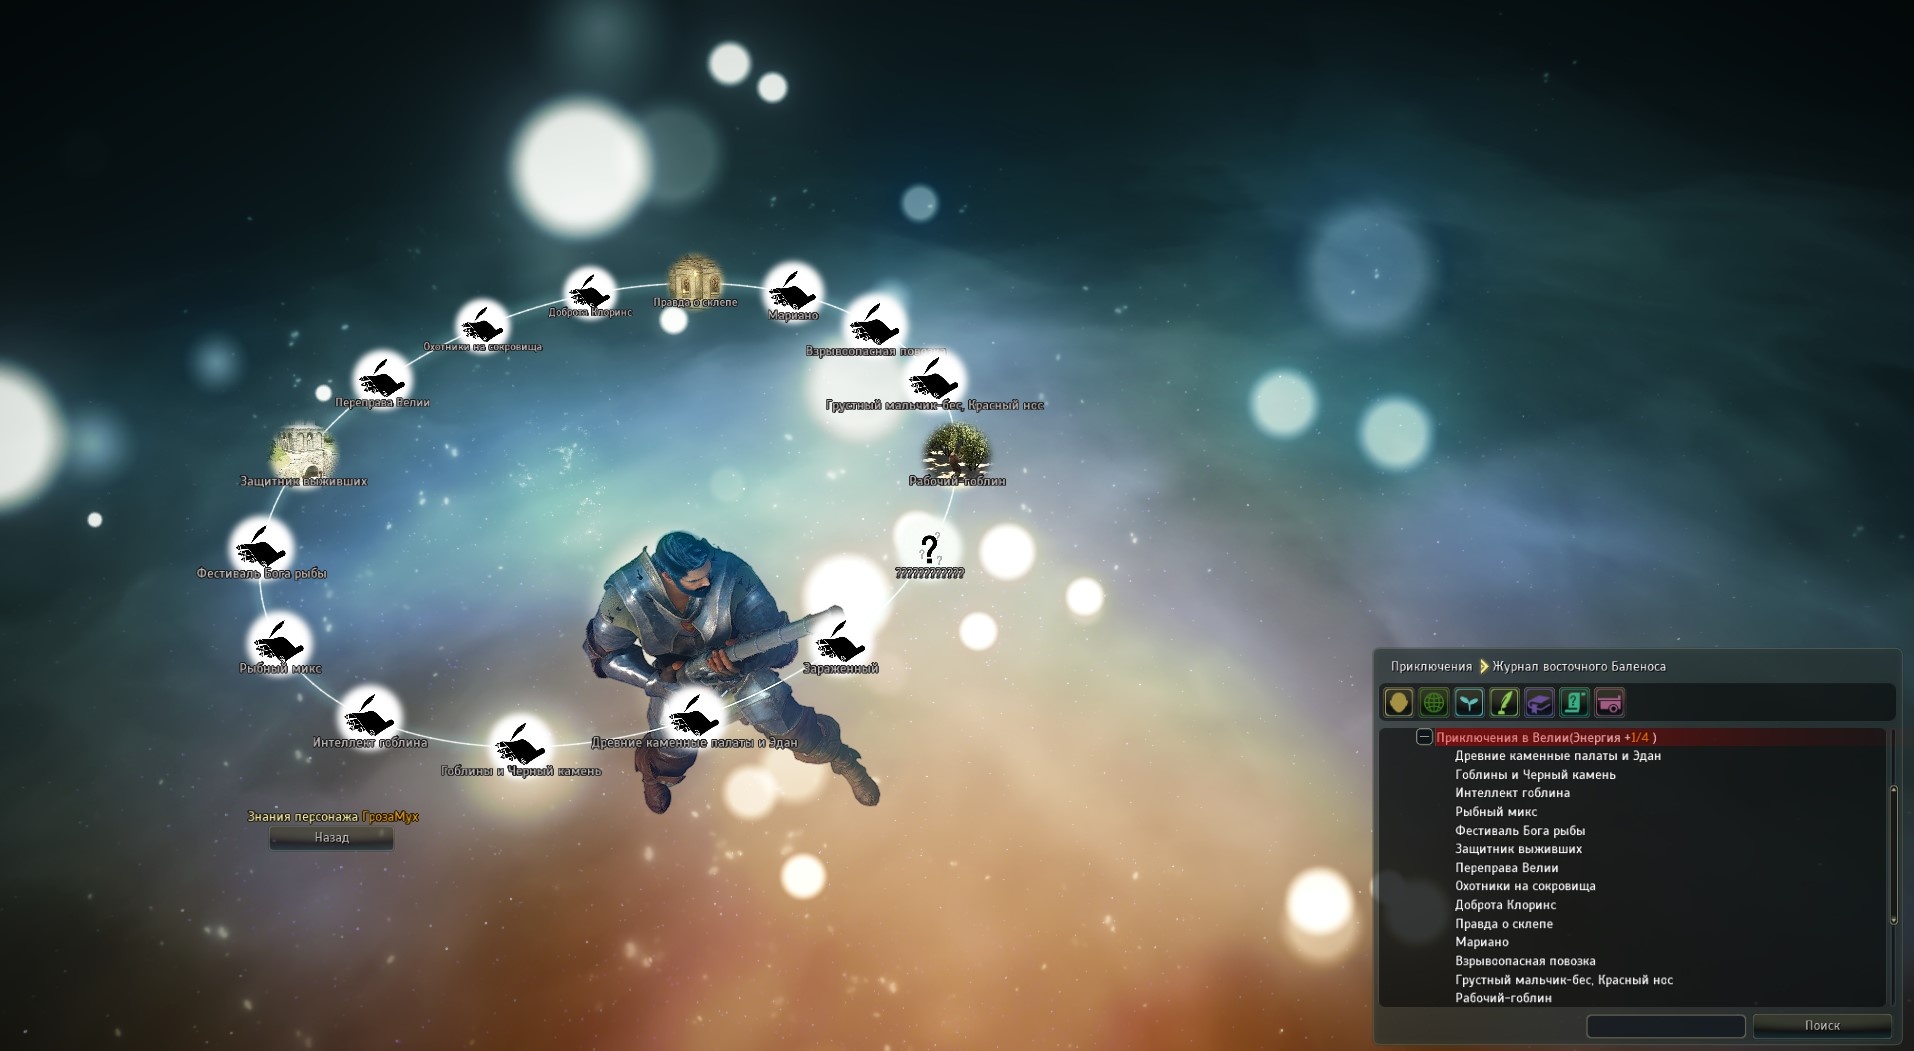 Правда о склепе
Доброта Клоринс
Мариано
Охотники на сокровища
Взрывоопасная повозка
Переправа Велии
Грустный мальчик-бес, Красный нос
Защитник выживших
Рабочий-гоблин
Фестиваль Бога рыбы
????????????
Рыбный микс
Зараженный
Интеллект гоблина
Древние каменные палаты и Эдан
Гоблины и Черный камень
Знания персонажа ГрозаМух
Назад
Приключения Журнал восточного Баленоса
Приключения в Велии(Энергия +1/4 )
Древние каменные палаты и Эдан
Гоблины и Черный камень
Интеллект гоблина
Рыбный микс
Фестиваль Бога рыбы
Защитник выживших
Переправа Велии
Охотники на сокровища
Доброта Клоринс
Правда о склепе
Мариано
Взрывоопасная повозка
Грустный мальчик-бес, Красный нос
Рабочий-гоблин
Поиск